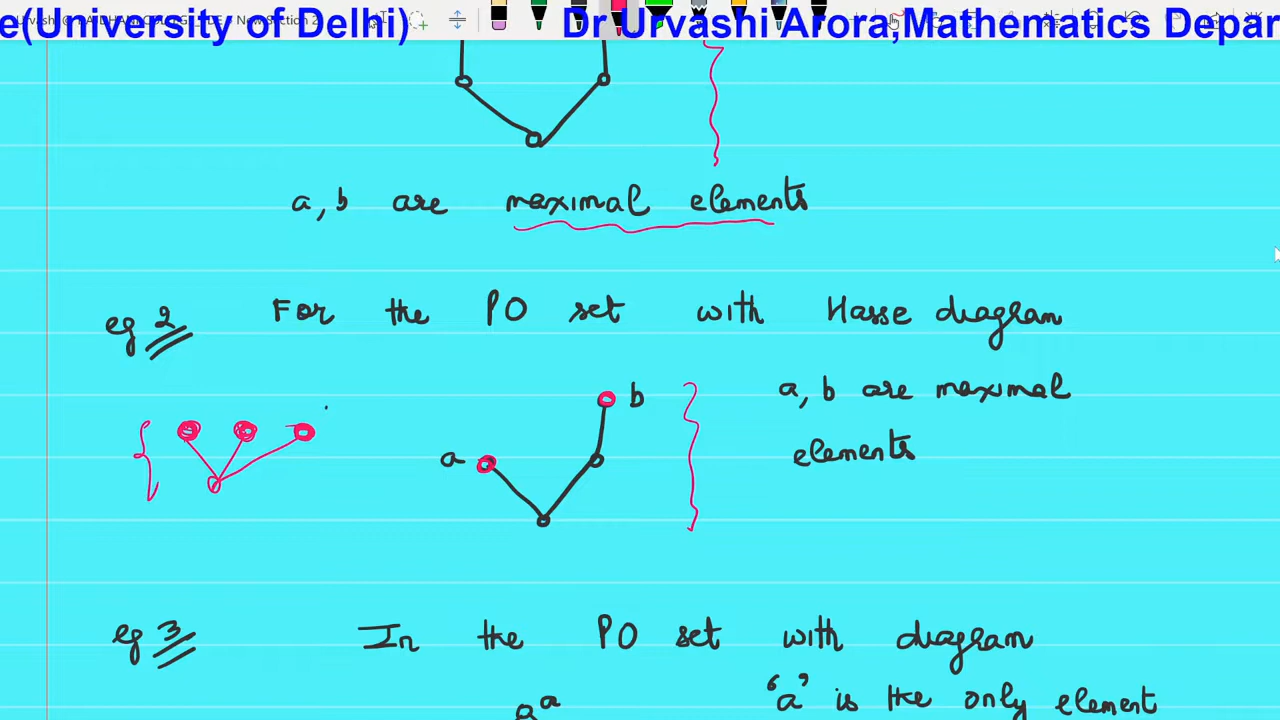 e(University of Delhi) Dr Urvashi Arora,Mathematics Depar
a, b are maximal elements
eg 2 For the PO set with Hasse diagram
b
a, b are maximal
a
elements
eg 3 In the PO set with diagram
a
'a' is the only element